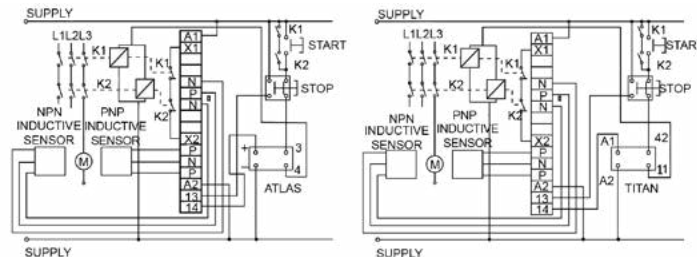 SUPPLY
L1L2L3
K1
K1
K2
K2
K1
START
K2
STOP
A1
X1
N
P
N
X2
P
N
P
A2
13
14
NPN
INDUCTIVE
SENSOR
PNP
INDUCTIVE
SENSOR
M
+
-
3
4
ATLAS
SUPPLY
SUPPLY
L1L2L3
K1
K1
K2
K2
K1
STAR
K2
STOP
A1
X1
N
P
N
X2
P
N
P
A2
13
14
NPN
INDUCTIVE
SENSOR
PNP
INDUCTIVE
SENSOR
M
A1
42
A2
11
TITAN
SUPPLY